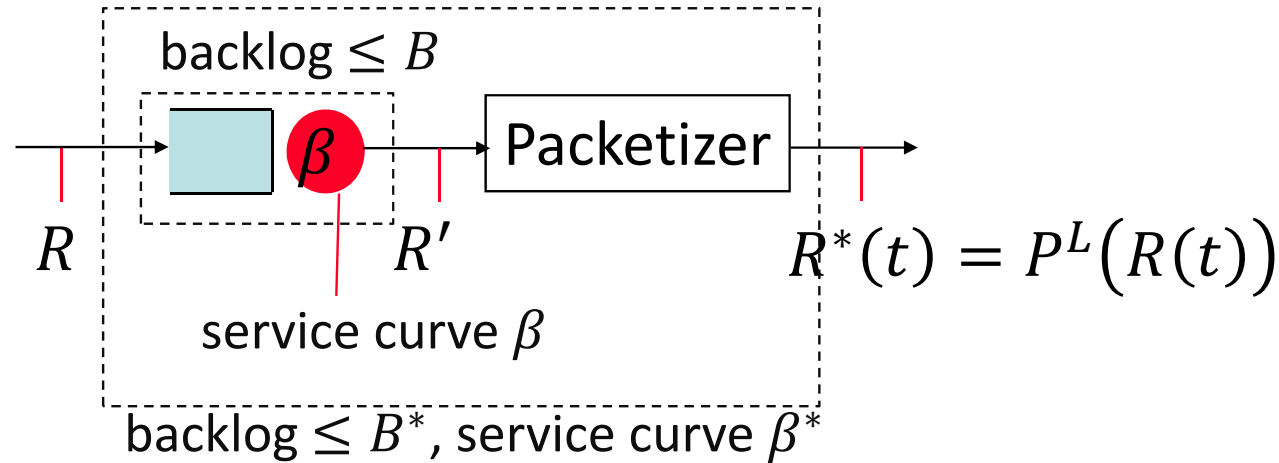 backlog ≤ B
β
Packetizer
R
R′
R*(t) = P^L(R(t))
service curve β
backlog ≤ B*, service curve β*